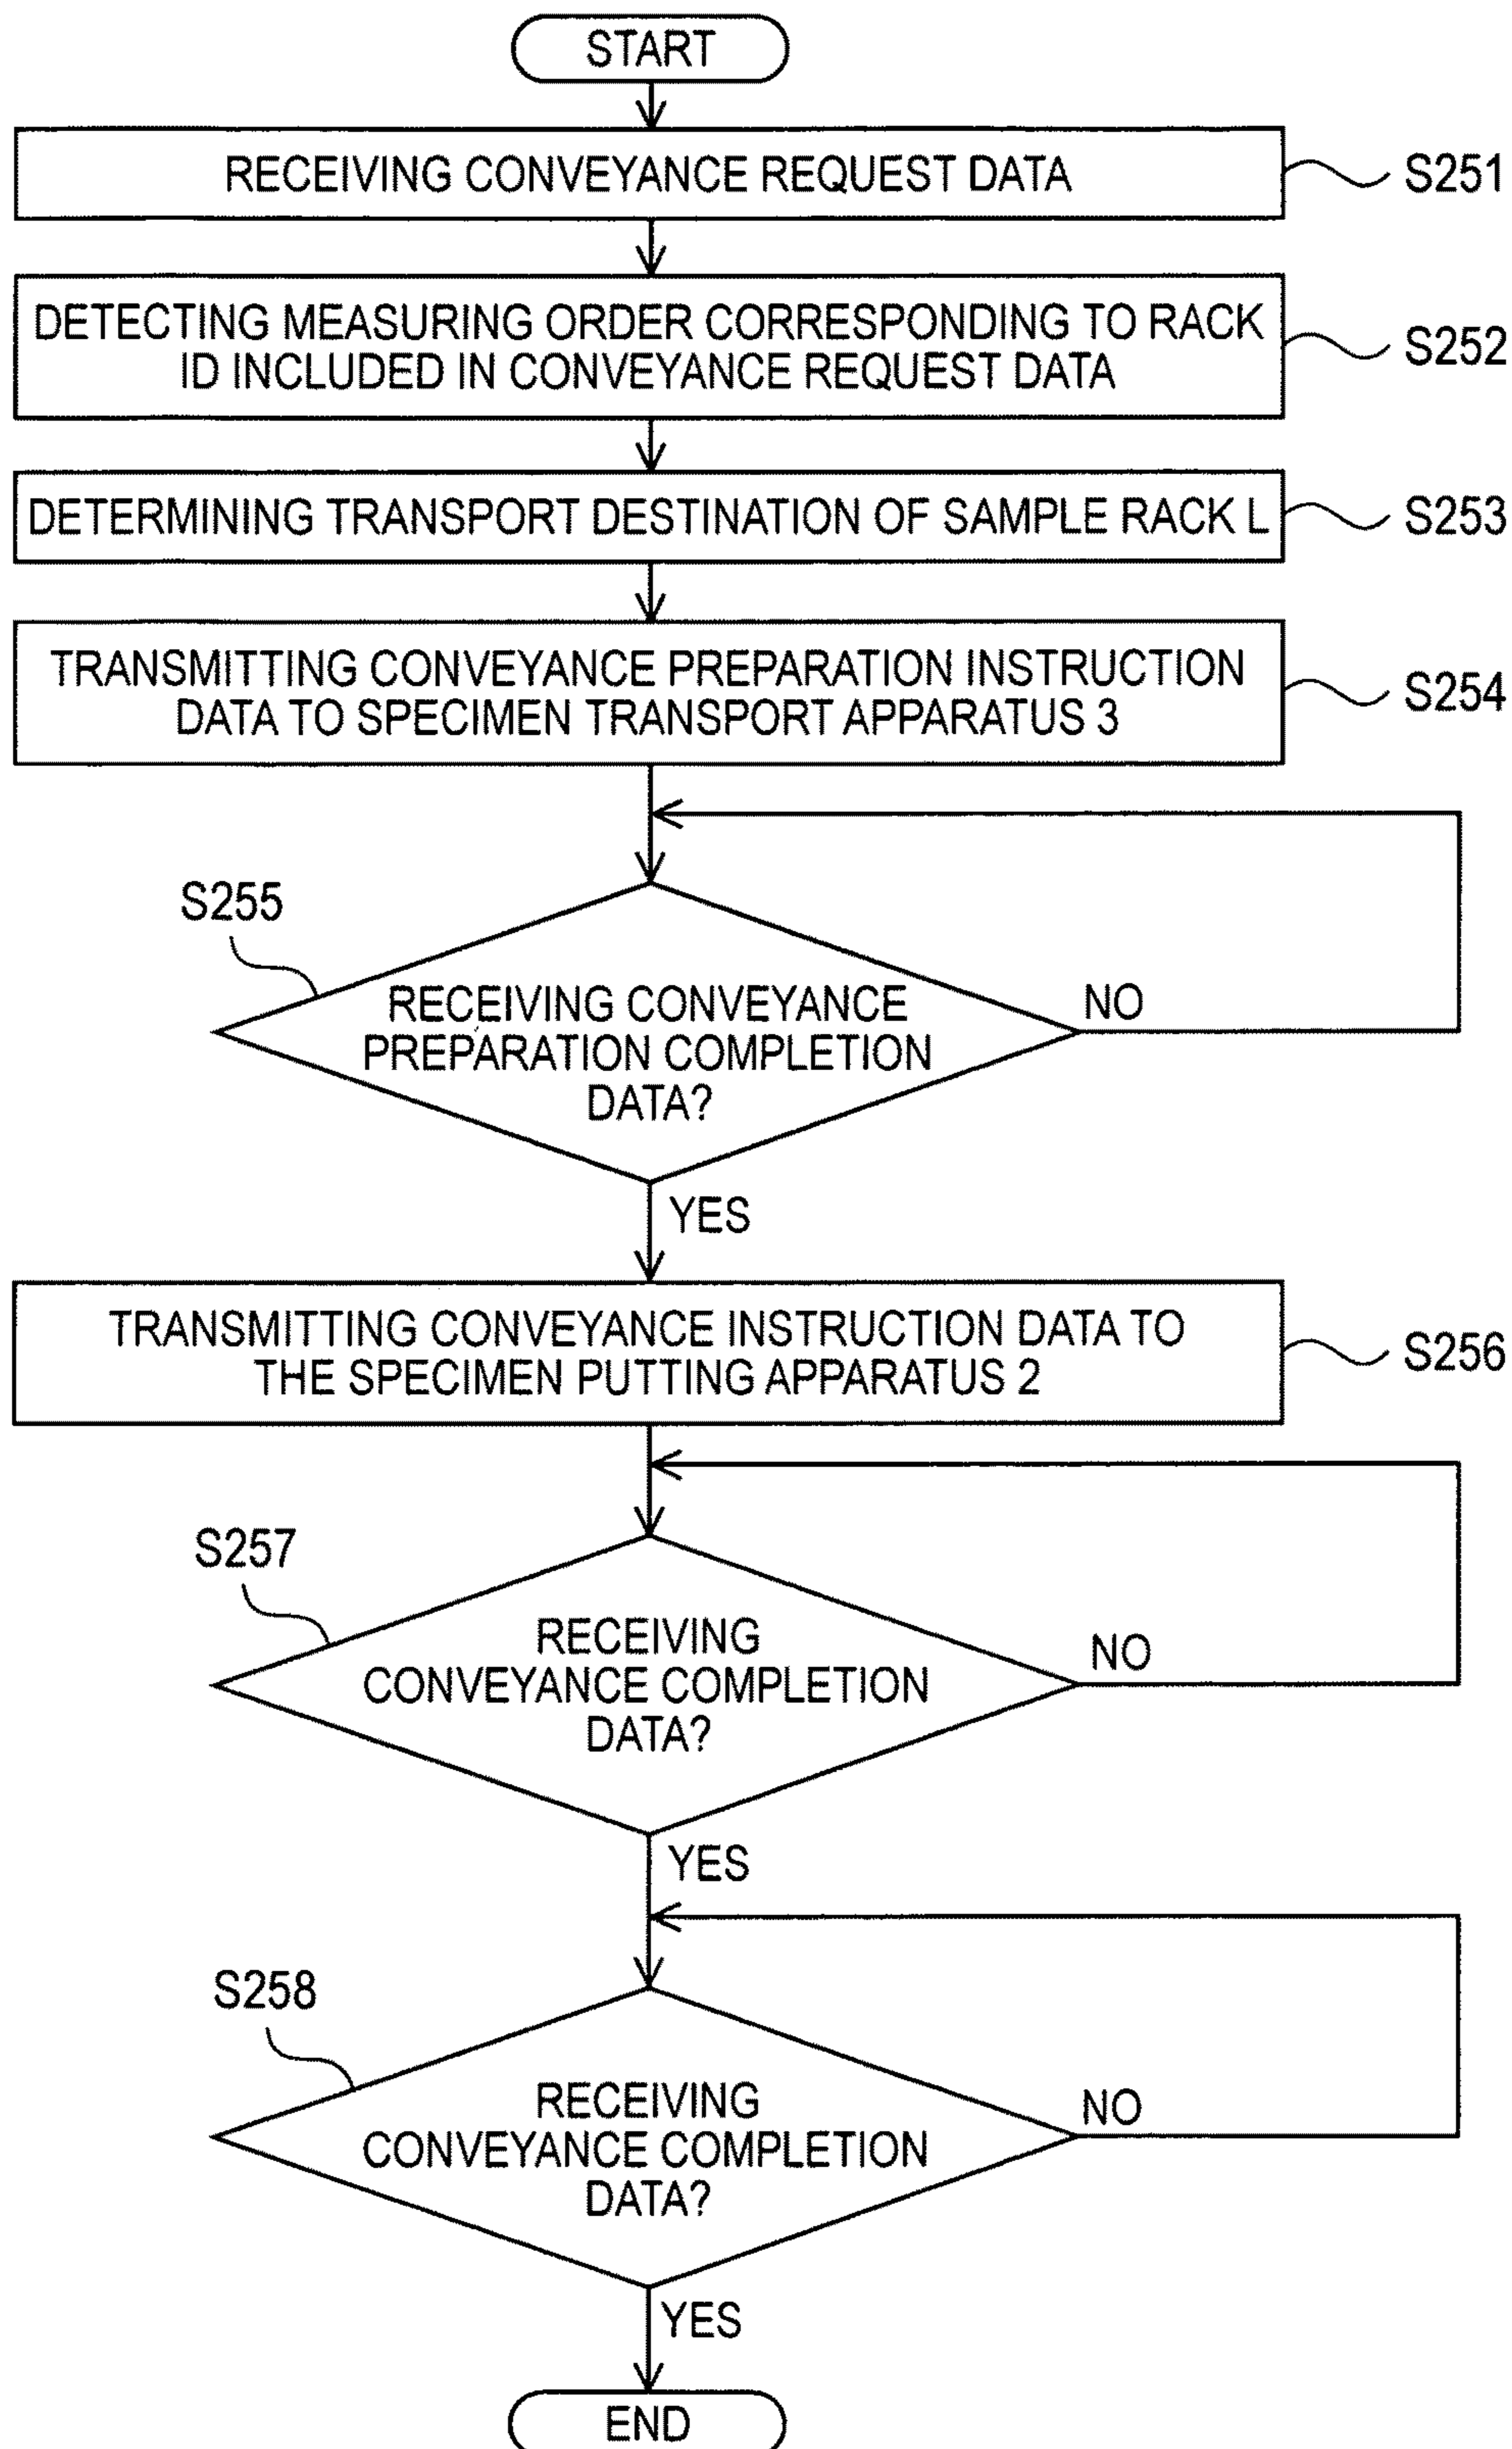 START
RECEIVING CONVEYANCE REQUEST DATA
S251
DETECTING MEASURING ORDER CORRESPONDING TO RACK
ID INCLUDED IN CONVEYANCE REQUEST DATA
S252
DETERMINING TRANSPORT DESTINATION OF SAMPLE RACK L
S253
TRANSMITTING CONVEYANCE PREPARATION INSTRUCTION
DATA TO SPECIMEN TRANSPORT APPARATUS 3
S254
S255
RECEIVING CONVEYANCE
PREPARATION COMPLETION
DATA?
NO
YES
TRANSMITTING CONVEYANCE INSTRUCTION DATA TO
THE SPECIMEN PUTTING APPARATUS 2
S256
S257
RECEIVING
CONVEYANCE COMPLETION
DATA?
NO
YES
S258
RECEIVING
CONVEYANCE COMPLETION
DATA?
NO
YES
END